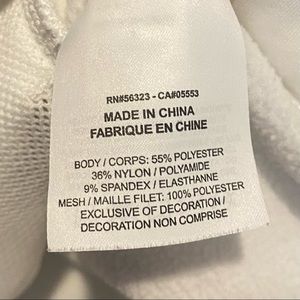 RN#56323 - CA#05553
MADE IN CHINA
FABRIQUE EN CHINE
BODY / CORPS: 55% POLYESTER
36% NYLON / POLYAMIDE
9% SPANDEX / ELASTHANNE
MESH / MAILLE FILET: 100% POLYESTER
EXCLUSIVE OF DECORATION /
DECORATION NON COMPRISE